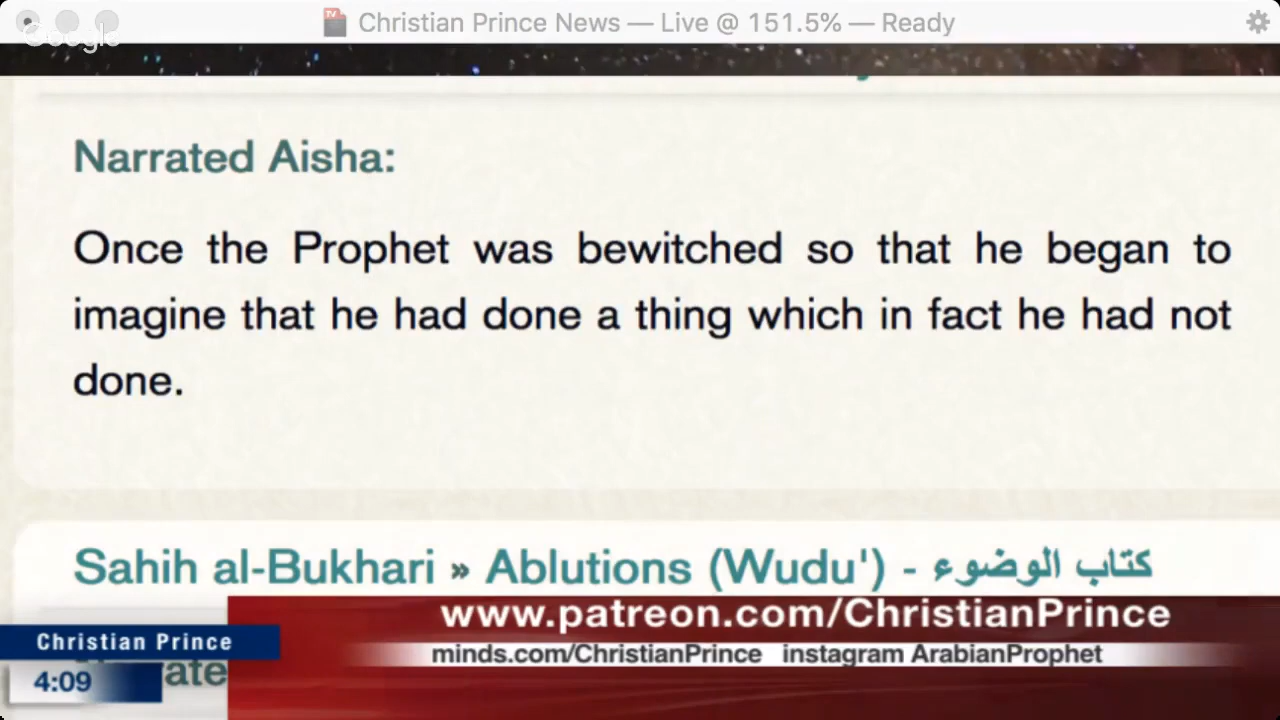 Christian Prince News — Live @ 151.5% — Ready
Google
Narrated Aisha:
Once the Prophet was bewitched so that he began to
imagine that he had done a thing which in fact he had not
done.
Sahih al-Bukhari » Ablutions (Wudu') - كتاب الوضوء
www.patreon.com/ChristianPrince
Christian Prince
minds.com/ChristianPrince instagram ArabianProphet
4:09